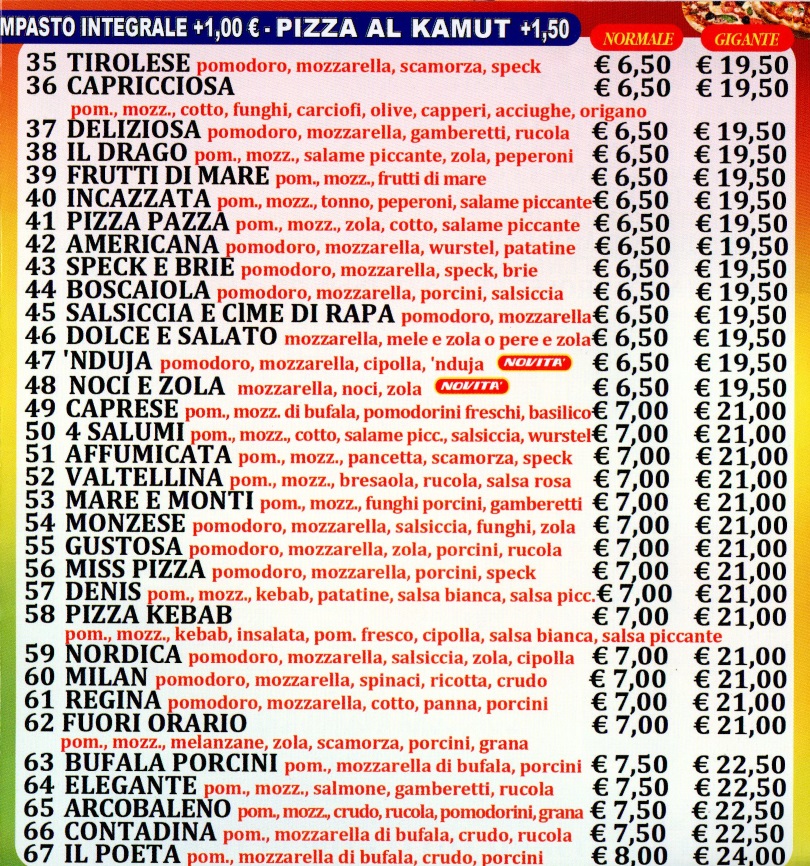 MPASTO INTEGRALE +1,00 € - PIZZA AL KAMUT +1,50 NORMALE GIGANTE
35 TIROLESE pomodoro, mozzarella, scamorza, speck € 6,50 € 19,50
36 CAPRICCIOSA € 6,50 € 19,50
pom., mozz., cotto, funghi, carciofi, olive, capperi, acciughe, origano
37 DELIZIOSA pomodoro, mozzarella, gamberetti, rucola € 6,50 € 19,50
38 IL DRAGO pom., mozz., salame piccante, zola, peperoni € 6,50 € 19,50
39 FRUTTI DI MARE pom., mozz., frutti di mare € 6,50 € 19,50
40 INCAZZATA pom., mozz., tonno, peperoni, salame piccante € 6,50 € 19,50
41 PIZZA PAZZA pom., mozz., zola, cotto, salame piccante € 6,50 € 19,50
42 AMERICANA pomodoro, mozzarella, wurstel, patatine € 6,50 € 19,50
43 SPECK E BRIE pomodoro, mozzarella, speck, brie € 6,50 € 19,50
44 BOSCAIOLA pomodoro, mozzarella, porcini, salsiccia € 6,50 € 19,50
45 SALSICCIA E CIME DI RAPA pomodoro, mozzarella € 6,50 € 19,50
46 DOLCE E SALATO mozzarella, mele e zola o pere e zola € 6,50 € 19,50
47 'NDUJA pomodoro, mozzarella, cipolla, 'nduja NOVITA' € 6,50 € 19,50
48 NOCI E ZOLA mozzarella, noci, zola NOVITA' € 6,50 € 19,50
49 CAPRESE pom., mozz. di bufala, pomodorini freschi, basilico € 7,00 € 21,00
50 4 SALUMI pom., mozz., cotto, salame picc., salsiccia, wurstel € 7,00 € 21,00
51 AFFUMICATA pom., mozz., pancetta, scamorza, speck € 7,00 € 21,00
52 VALTELLINA pom., mozz., bresaola, rucola, salsa rosa € 7,00 € 21,00
53 MARE E MONTI pom., mozz., funghi porcini, gamberetti € 7,00 € 21,00
54 MONZESE pomodoro, mozzarella, salsiccia, funghi, zola € 7,00 € 21,00
55 GUSTOSA pomodoro, mozzarella, zola, porcini, rucola € 7,00 € 21,00
56 MISS PIZZA pomodoro, mozzarella, porcini, speck € 7,00 € 21,00
57 DENIS pom., mozz., kebab, patatine, salsa bianca, salsa picc. € 7,00 € 21,00
58 PIZZA KEBAB € 7,00 € 21,00
pom., mozz., kebab, insalata, pom. fresco, cipolla, salsa bianca, salsa piccante
59 NORDICA pomodoro, mozzarella, salsiccia, zola, cipolla € 7,00 € 21,00
60 MILAN pomodoro, mozzarella, spinaci, ricotta, crudo € 7,00 € 21,00
61 REGINA pomodoro, mozzarella, cotto, panna, porcini € 7,00 € 21,00
62 FUORI ORARIO € 7,00 € 21,00
pom., mozz., melanzane, zola, scamorza, porcini, grana
63 BUFALA PORCINI pom., mozzarella di bufala, porcini € 7,50 € 22,50
64 ELEGANTE pom., mozz., salmone, gamberetti, rucola € 7,50 € 22,50
65 ARCOBALENO pom., mozz., crudo, rucola, pomodorini, grana € 7,50 € 22,50
66 CONTADINA pom., mozzarella di bufala, crudo, rucola € 7,50 € 22,50
67 IL POETA pom., mozzarella di bufala, crudo, porcini € 8,00 € 24,00